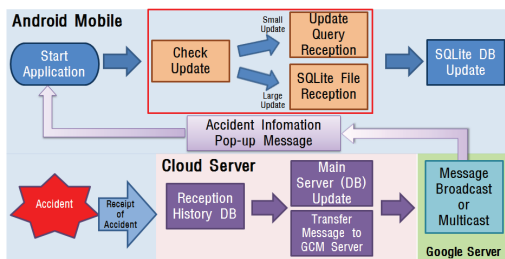 Android Mobile
Start
Application
Check
Update
Small
Update
Large
Update
Update
Query
Reception
SQLite File
Reception
SQLite DB
Update
Accident Infomation
Pop-up Message
Cloud Server
Accident
Receipt
of
Accident
Reception
History DB
Main
Server (DB)
Update
Transfer
Message to
GCM Server
Message
Broadcast
or
Multicast
Google Server